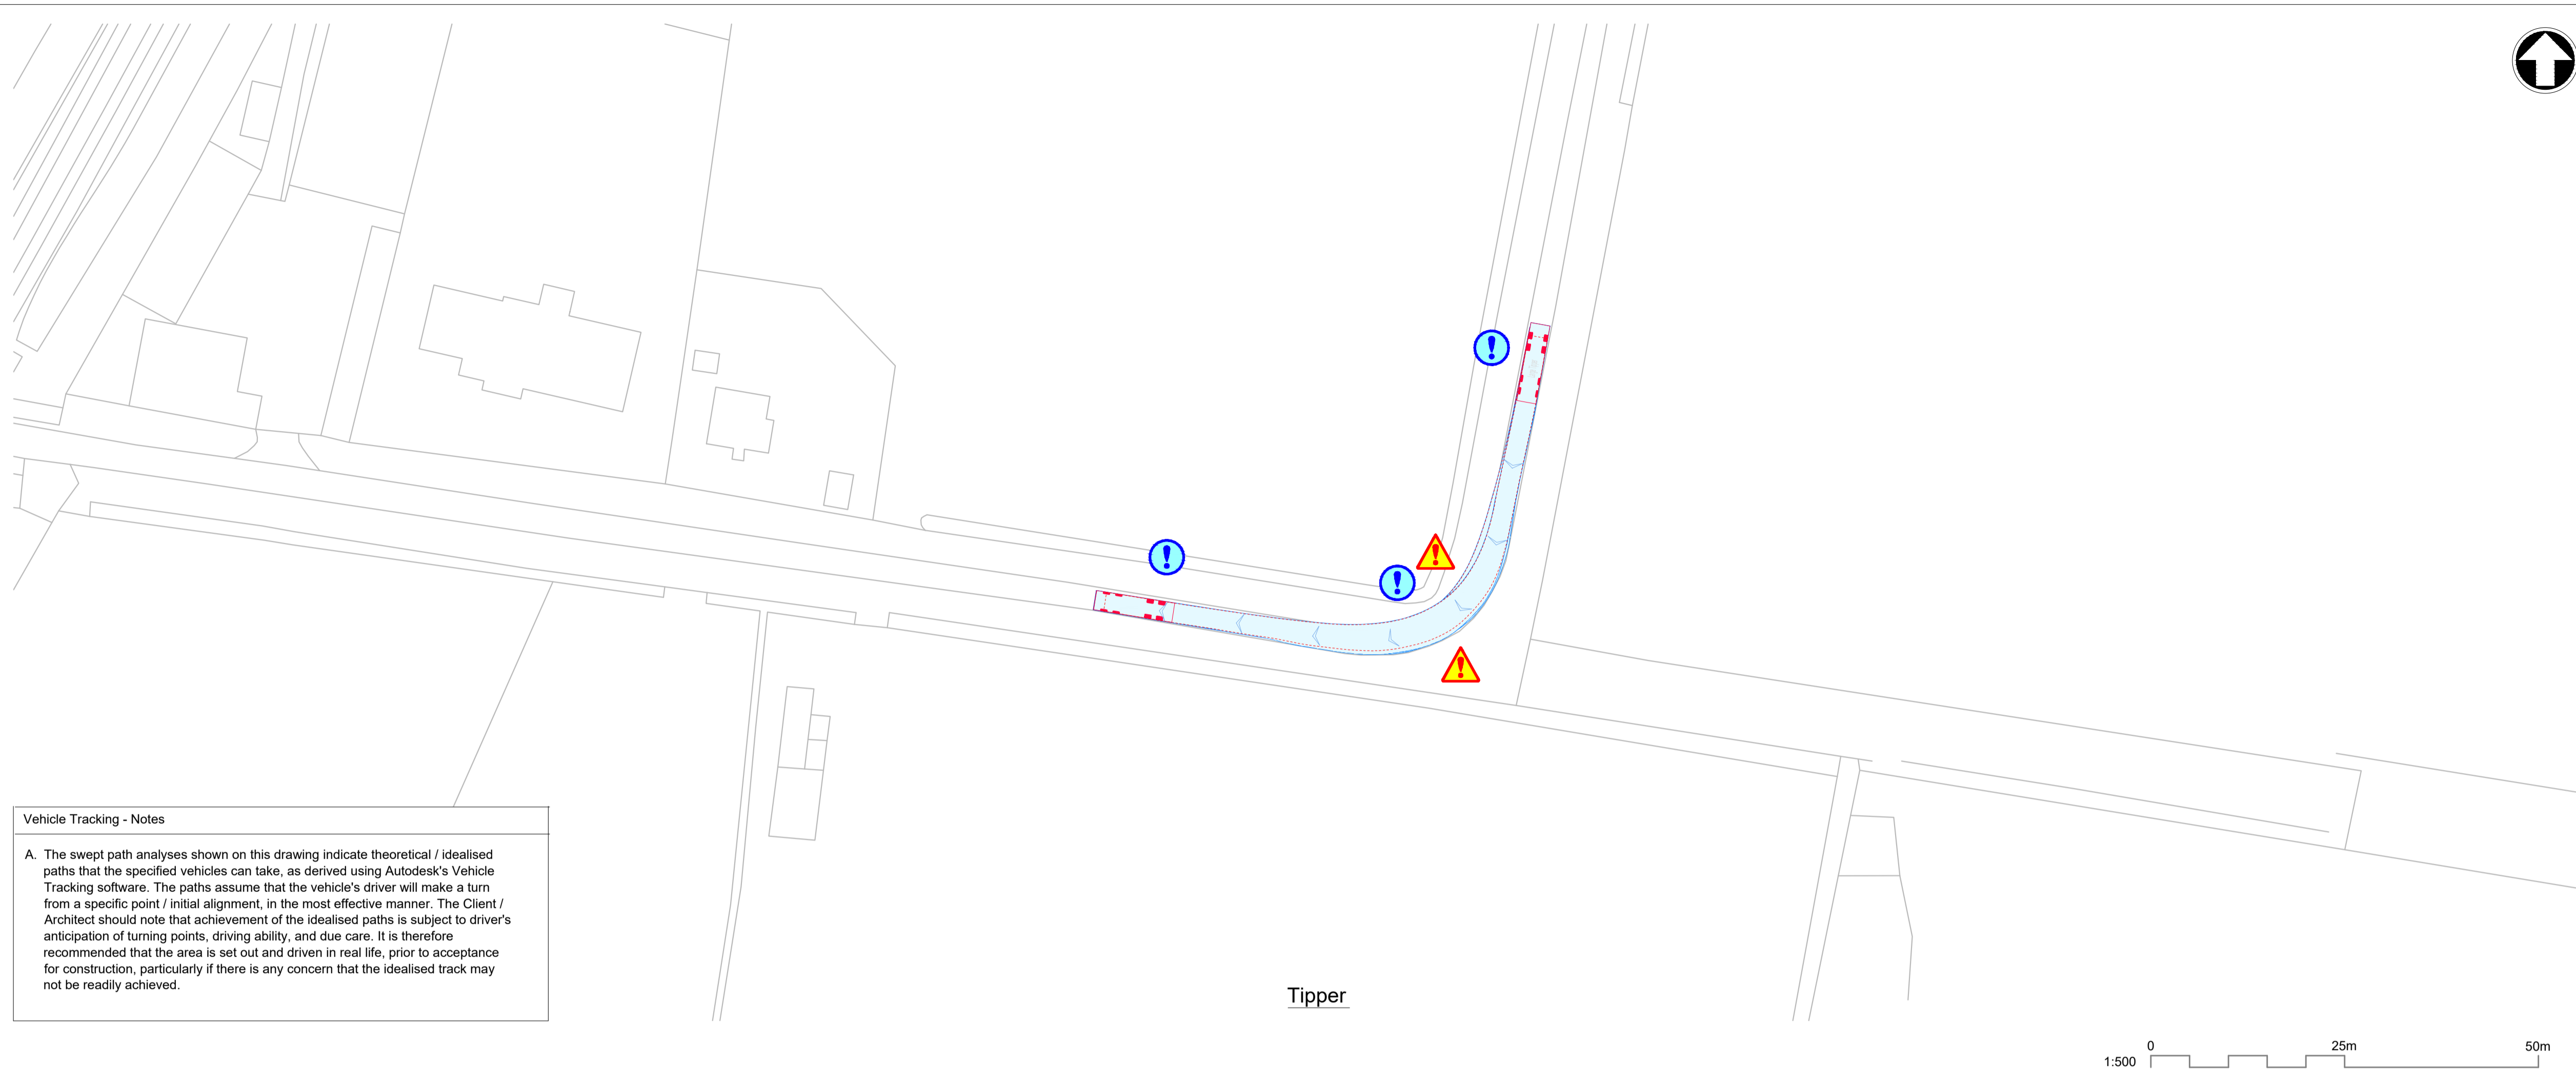 Vehicle Tracking - Notes
A. The swept path analyses shown on this drawing indicate theoretical / idealised
paths that the specified vehicles can take, as derived using Autodesk's Vehicle
Tracking software. The paths assume that the vehicle's driver will make a turn
from a specific point / initial alignment, in the most effective manner. The Client /
Architect should note that achievement of the idealised paths is subject to driver's
anticipation of turning points, driving ability, and due care. It is therefore
recommended that the area is set out and driven in real life, prior to acceptance
for construction, particularly if there is any concern that the idealised track may
not be readily achieved.
Tipper
0 25m 50m
1:500